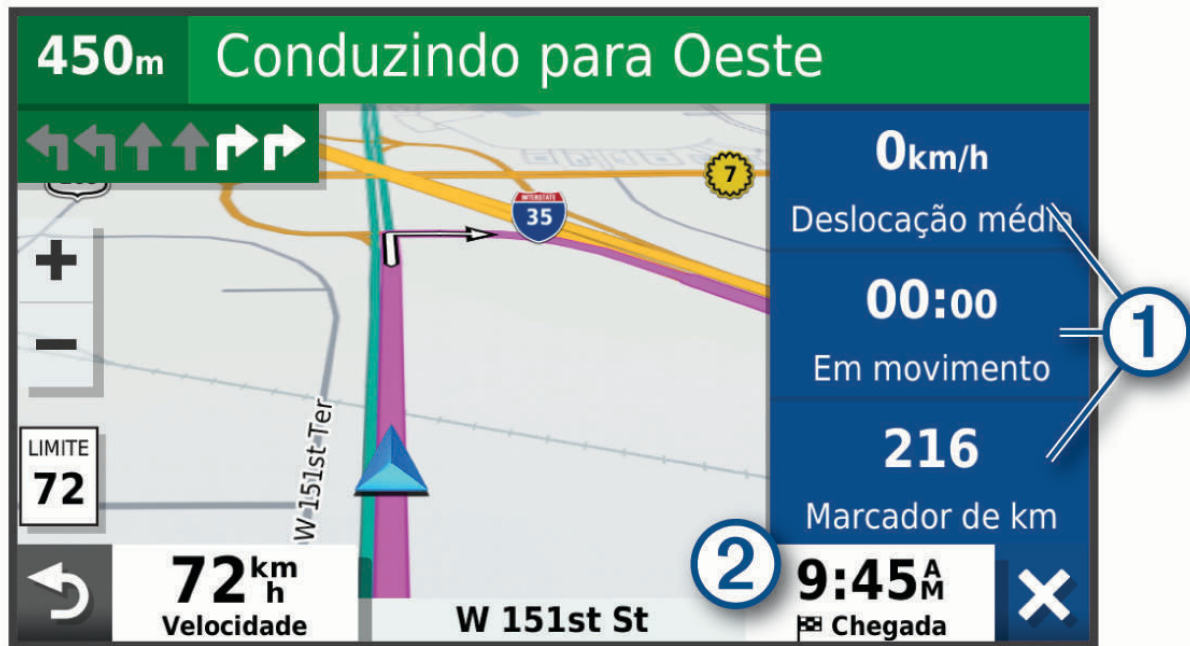 450m Conduzindo para Oeste
0km/h
Deslocação média
7
INTERSTATE
35
00:00
Em movimento
1
216
Marcador de km
W 151st Ter
LIMITE
72
72 km h
Velocidade
W 151st St
2
9:45 AM
Chegada